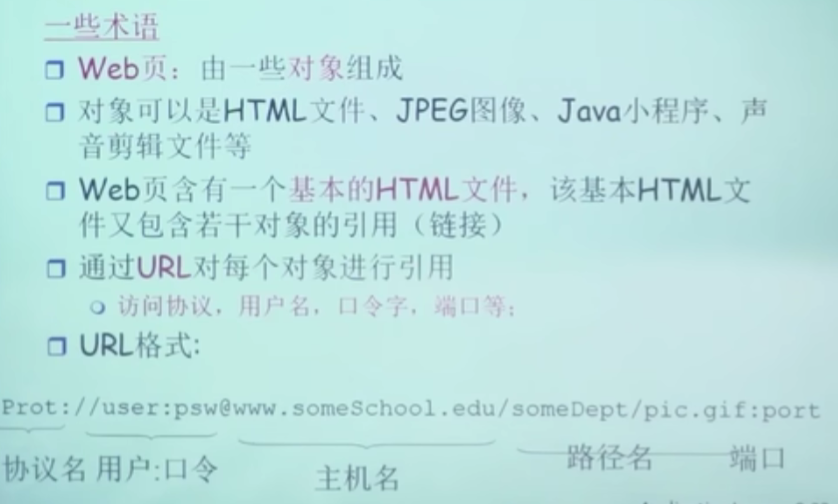 一些术语
Web页：由一些对象组成
对象可以是HTML文件、JPEG图像、Java小程序、声
音剪辑文件等
Web页含有一个基本的HTML文件，该基本HTML文
件又包含若干对象的引用（链接）
通过URL对每个对象进行引用
访问协议，用户名，口令字，端口等；
URL格式:
Prot://user:psw@www.someSchool.edu/someDept/pic.gif:port
协议名 用户:口令 主机名 路径名 端口